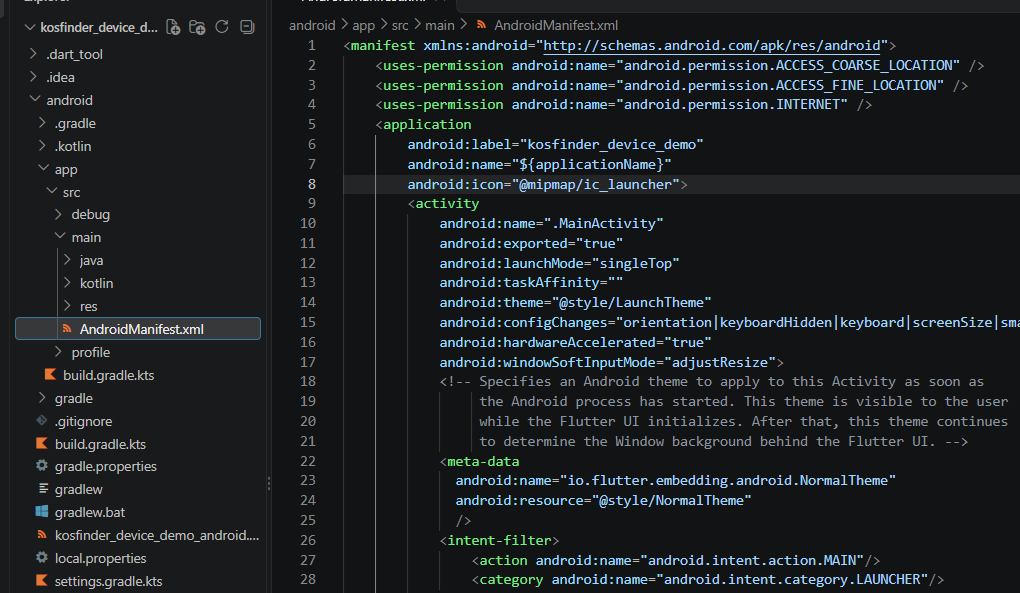 kosfinder_device_d...
.dart_tool
.idea
android
.gradle
.kotlin
app
src
debug
main
java
kotlin
res
AndroidManifest.xml
profile
build.gradle.kts
gradle
.gitignore
build.gradle.kts
gradle.properties
gradlew
gradlew.bat
kosfinder_device_demo_android....
local.properties
settings.gradle.kts
android > app > src > main > AndroidManifest.xml
1 <manifest xmlns:android="http://schemas.android.com/apk/res/android">
2 <uses-permission android:name="android.permission.ACCESS_COARSE_LOCATION" />
3 <uses-permission android:name="android.permission.ACCESS_FINE_LOCATION" />
4 <uses-permission android:name="android.permission.INTERNET" />
5 <application
6 android:label="kosfinder_device_demo"
7 android:name="${applicationName}"
8 android:icon="@mipmap/ic_launcher">
9 <activity
10 android:name=".MainActivity"
11 android:exported="true"
12 android:launchMode="singleTop"
13 android:taskAffinity=""
14 android:theme="@style/LaunchTheme"
15 android:configChanges="orientation|keyboardHidden|keyboard|screenSize|sma
16 android:hardwareAccelerated="true"
17 android:windowSoftInputMode="adjustResize">
18 <!-- Specifies an Android theme to apply to this Activity as soon as
19 the Android process has started. This theme is visible to the user
20 while the Flutter UI initializes. After that, this theme continues
21 to determine the Window background behind the Flutter UI. -->
22 <meta-data
23 android:name="io.flutter.embedding.android.NormalTheme"
24 android:resource="@style/NormalTheme"
25 />
26 <intent-filter>
27 <action android:name="android.intent.action.MAIN"/>
28 <category android:name="android.intent.category.LAUNCHER"/>